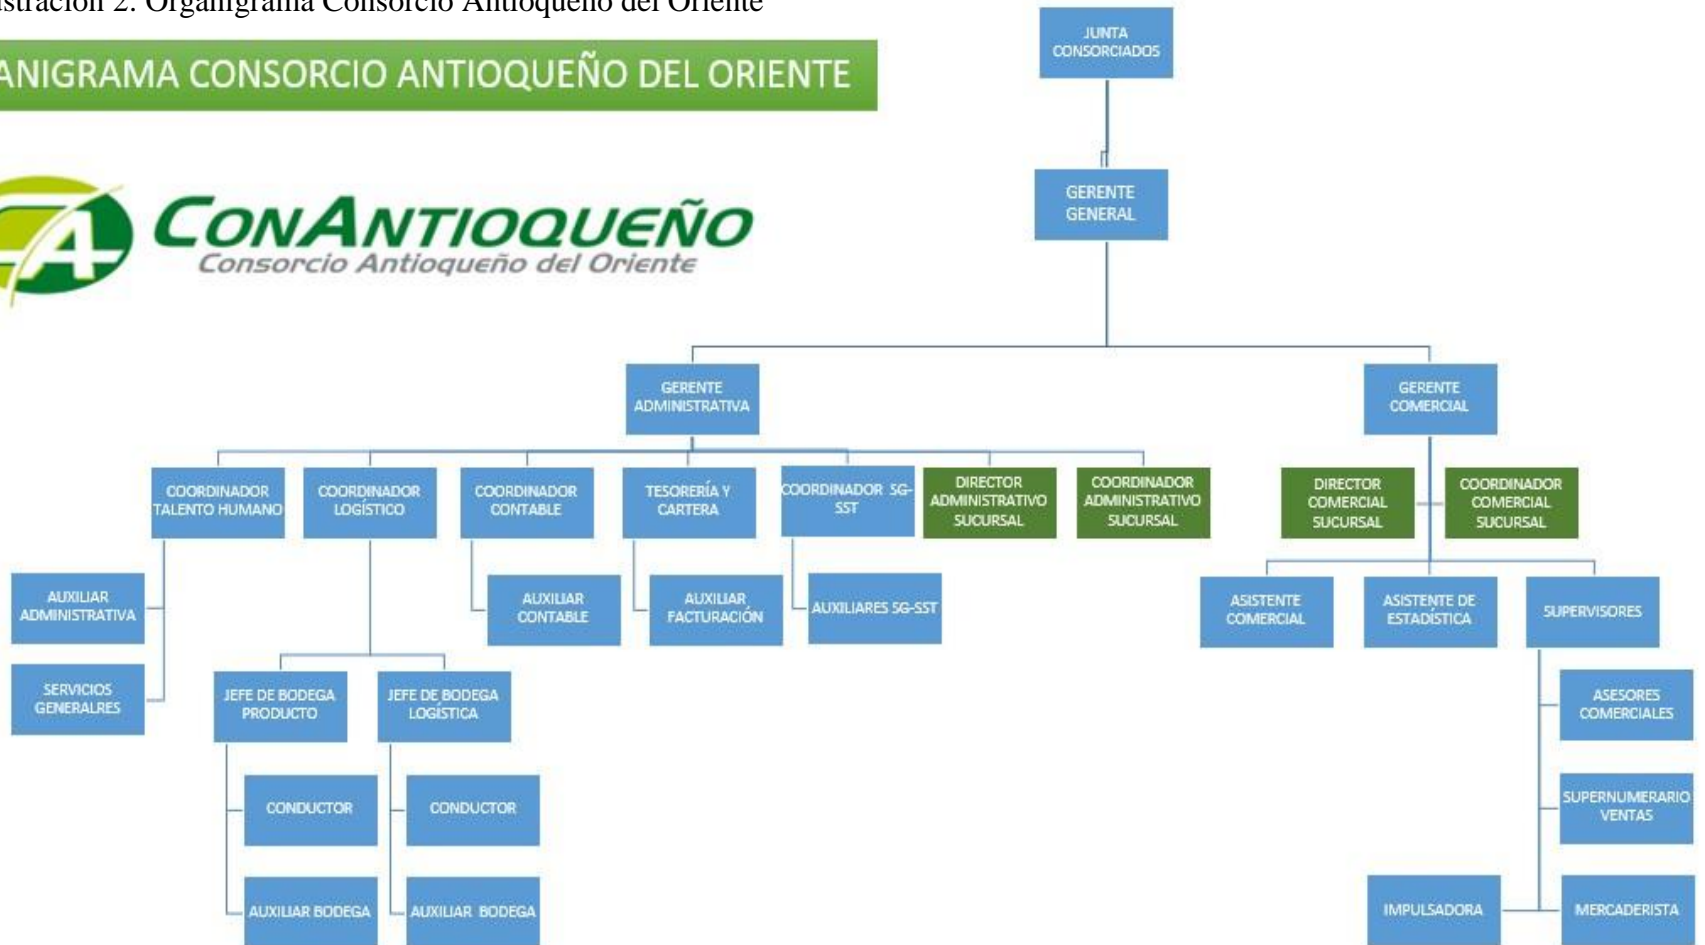 stración 2. Organigrama Consorcio Antioqueño del Oriente
ANIGRAMA CONSORCIO ANTIOQUEÑO DEL ORIENTE
CONANTIOQUEÑO
Consorcio Antioqueño del Oriente
JUNTA
CONSORCIADOS
GERENTE
GENERAL
GERENTE
ADMINISTRATIVA
GERENTE
COMERCIAL
COORDINADOR
TALENTO HUMANO
COORDINADOR
LOGÍSTICO
COORDINADOR
CONTABLE
TESORERÍA Y
CARTERA
COORDINADOR SG-
SST
DIRECTOR
ADMINISTRATIVO
SUCURSAL
COORDINADOR
ADMINISTRATIVO
SUCURSAL
DIRECTOR
COMERCIAL
SUCURSAL
COORDINADOR
COMERCIAL
SUCURSAL
AUXILIAR
ADMINISTRATIVA
AUXILIAR
CONTABLE
AUXILIAR
FACTURACIÓN
AUXILIARES SG-SST
ASISTENTE
COMERCIAL
ASISTENTE DE
ESTADÍSTICA
SUPERVISORES
SERVICIOS
GENERALRES
JEFE DE BODEGA
PRODUCTO
JEFE DE BODEGA
LOGÍSTICA
ASESORES
COMERCIALES
CONDUCTOR
CONDUCTOR
SUPERNUMERARIO
VENTAS
AUXILIAR BODEGA
AUXILIAR BODEGA
IMPULSADORA
MERCADERISTA